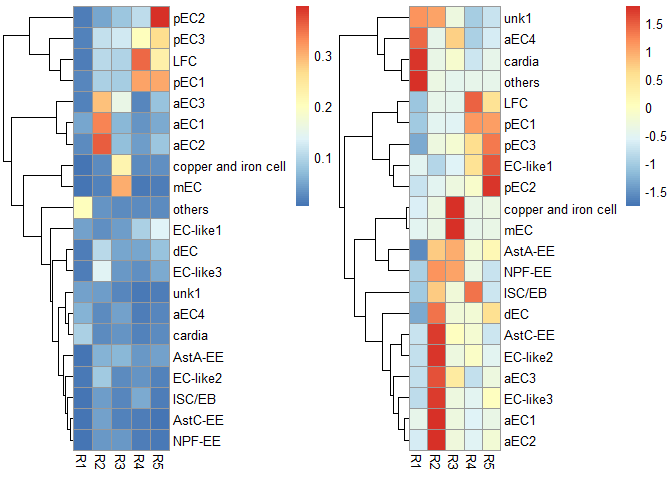 pEC2
pEC3
LFC
pEC1
aEC3
aEC1
aEC2
copper and iron cell
mEC
others
EC-like1
dEC
EC-like3
unk1
aEC4
cardia
AstA-EE
EC-like2
ISC/EB
AstC-EE
NPF-EE
R1 R2 R3 R4 R5
0.3
0.2
0.1
unk1
aEC4
cardia
others
LFC
pEC1
pEC3
EC-like1
pEC2
copper and iron cell
mEC
AstA-EE
NPF-EE
ISC/EB
dEC
AstC-EE
EC-like2
aEC3
EC-like3
aEC1
aEC2
R1 R2 R3 R4 R5
1.5
1
0.5
0
-0.5
-1
-1.5